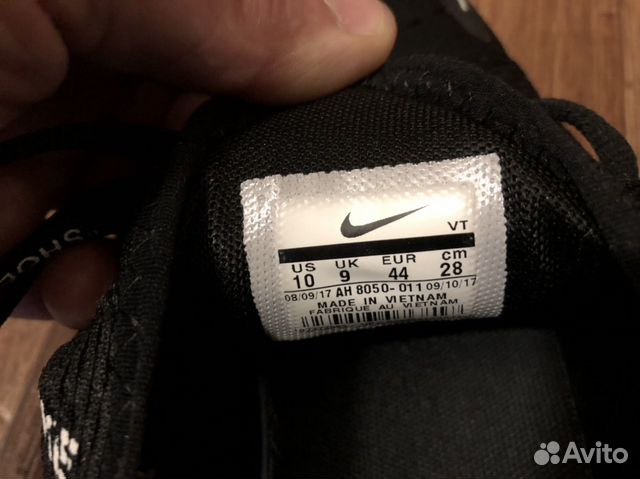 VT
US UK EUR cm
10 9 44 28
08/09/17 AH 8050-011 09/10/17
MADE IN VIETNAM
FABRIQUE AU VIETNAM
SHOE
Avito